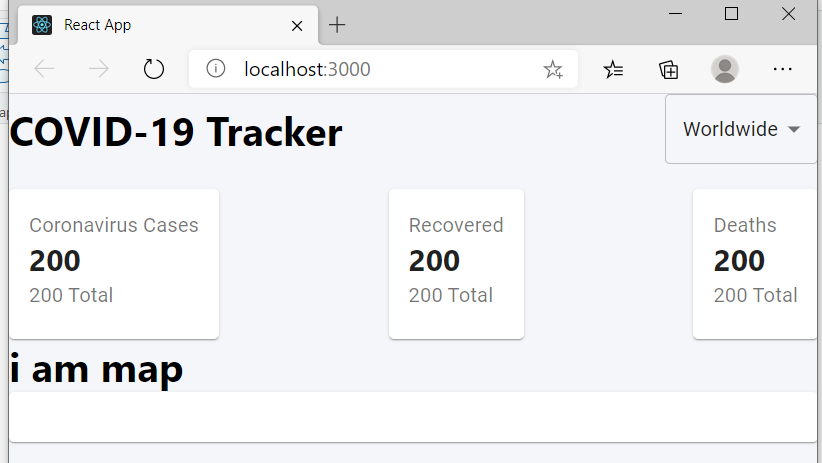 React App
localhost:3000
COVID-19 Tracker
Worldwide
Coronavirus Cases
200
200 Total
Recovered
200
200 Total
Deaths
200
200 Total
i am map